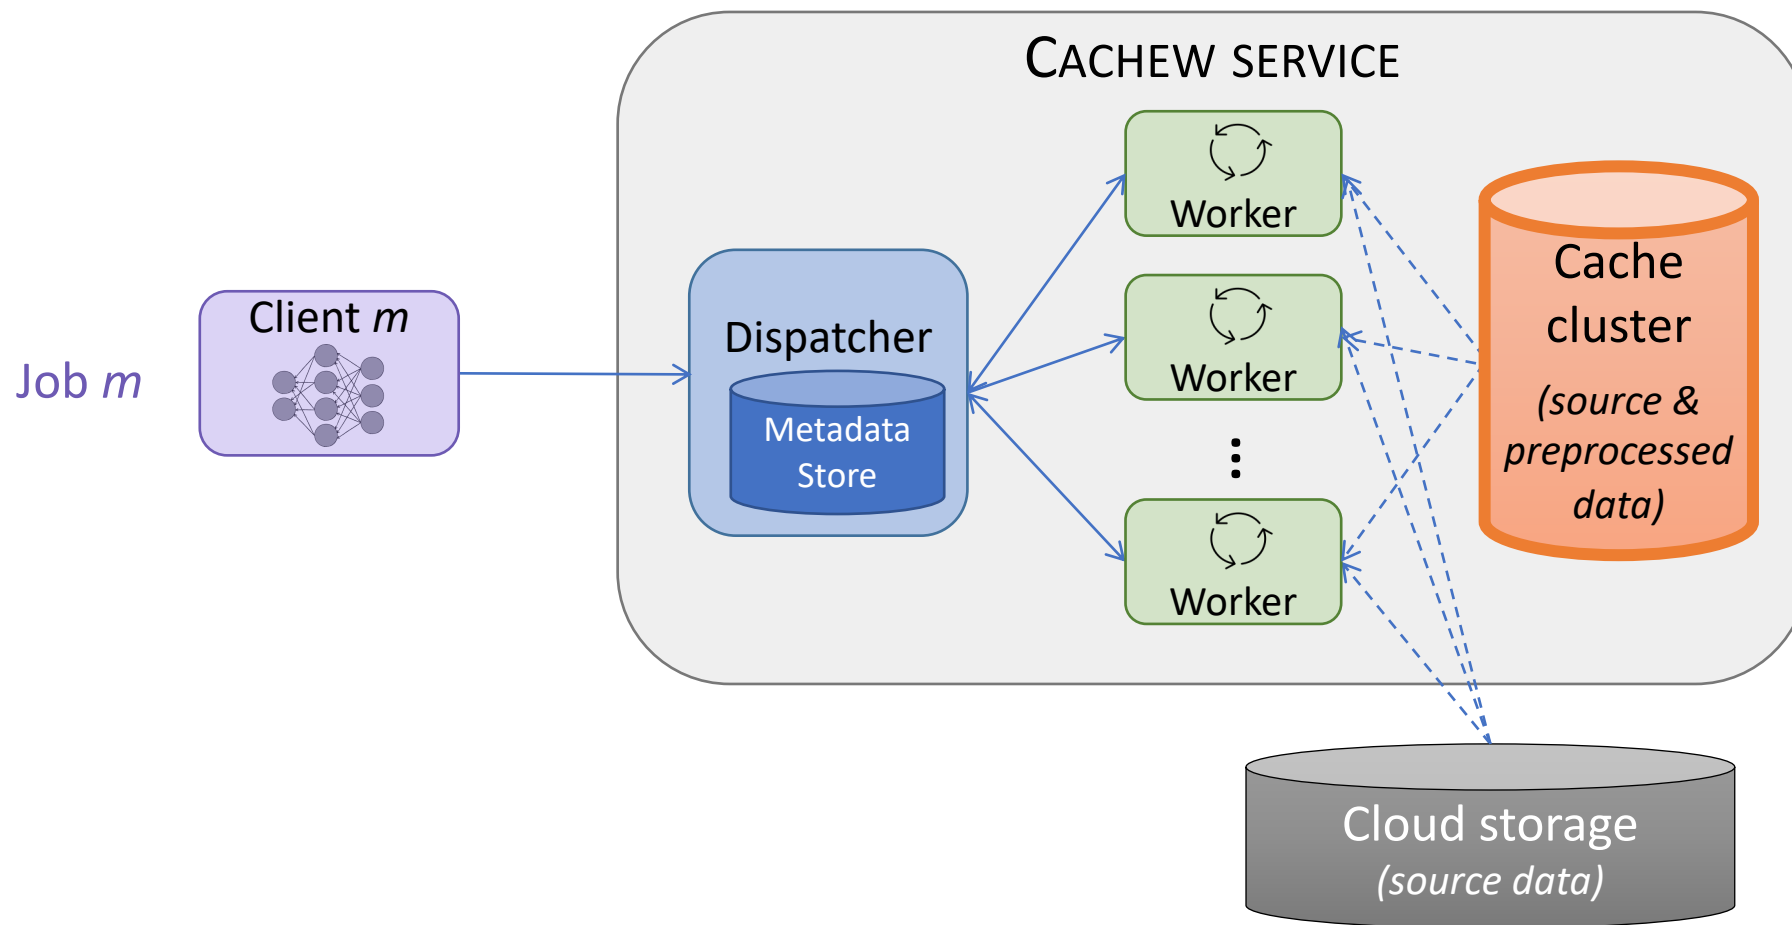 CACHEW SERVICE
Job m
Client m
Dispatcher
Metadata
Store
Worker
Worker
Worker
Cache
cluster
(source &
preprocessed
data)
Cloud storage
(source data)